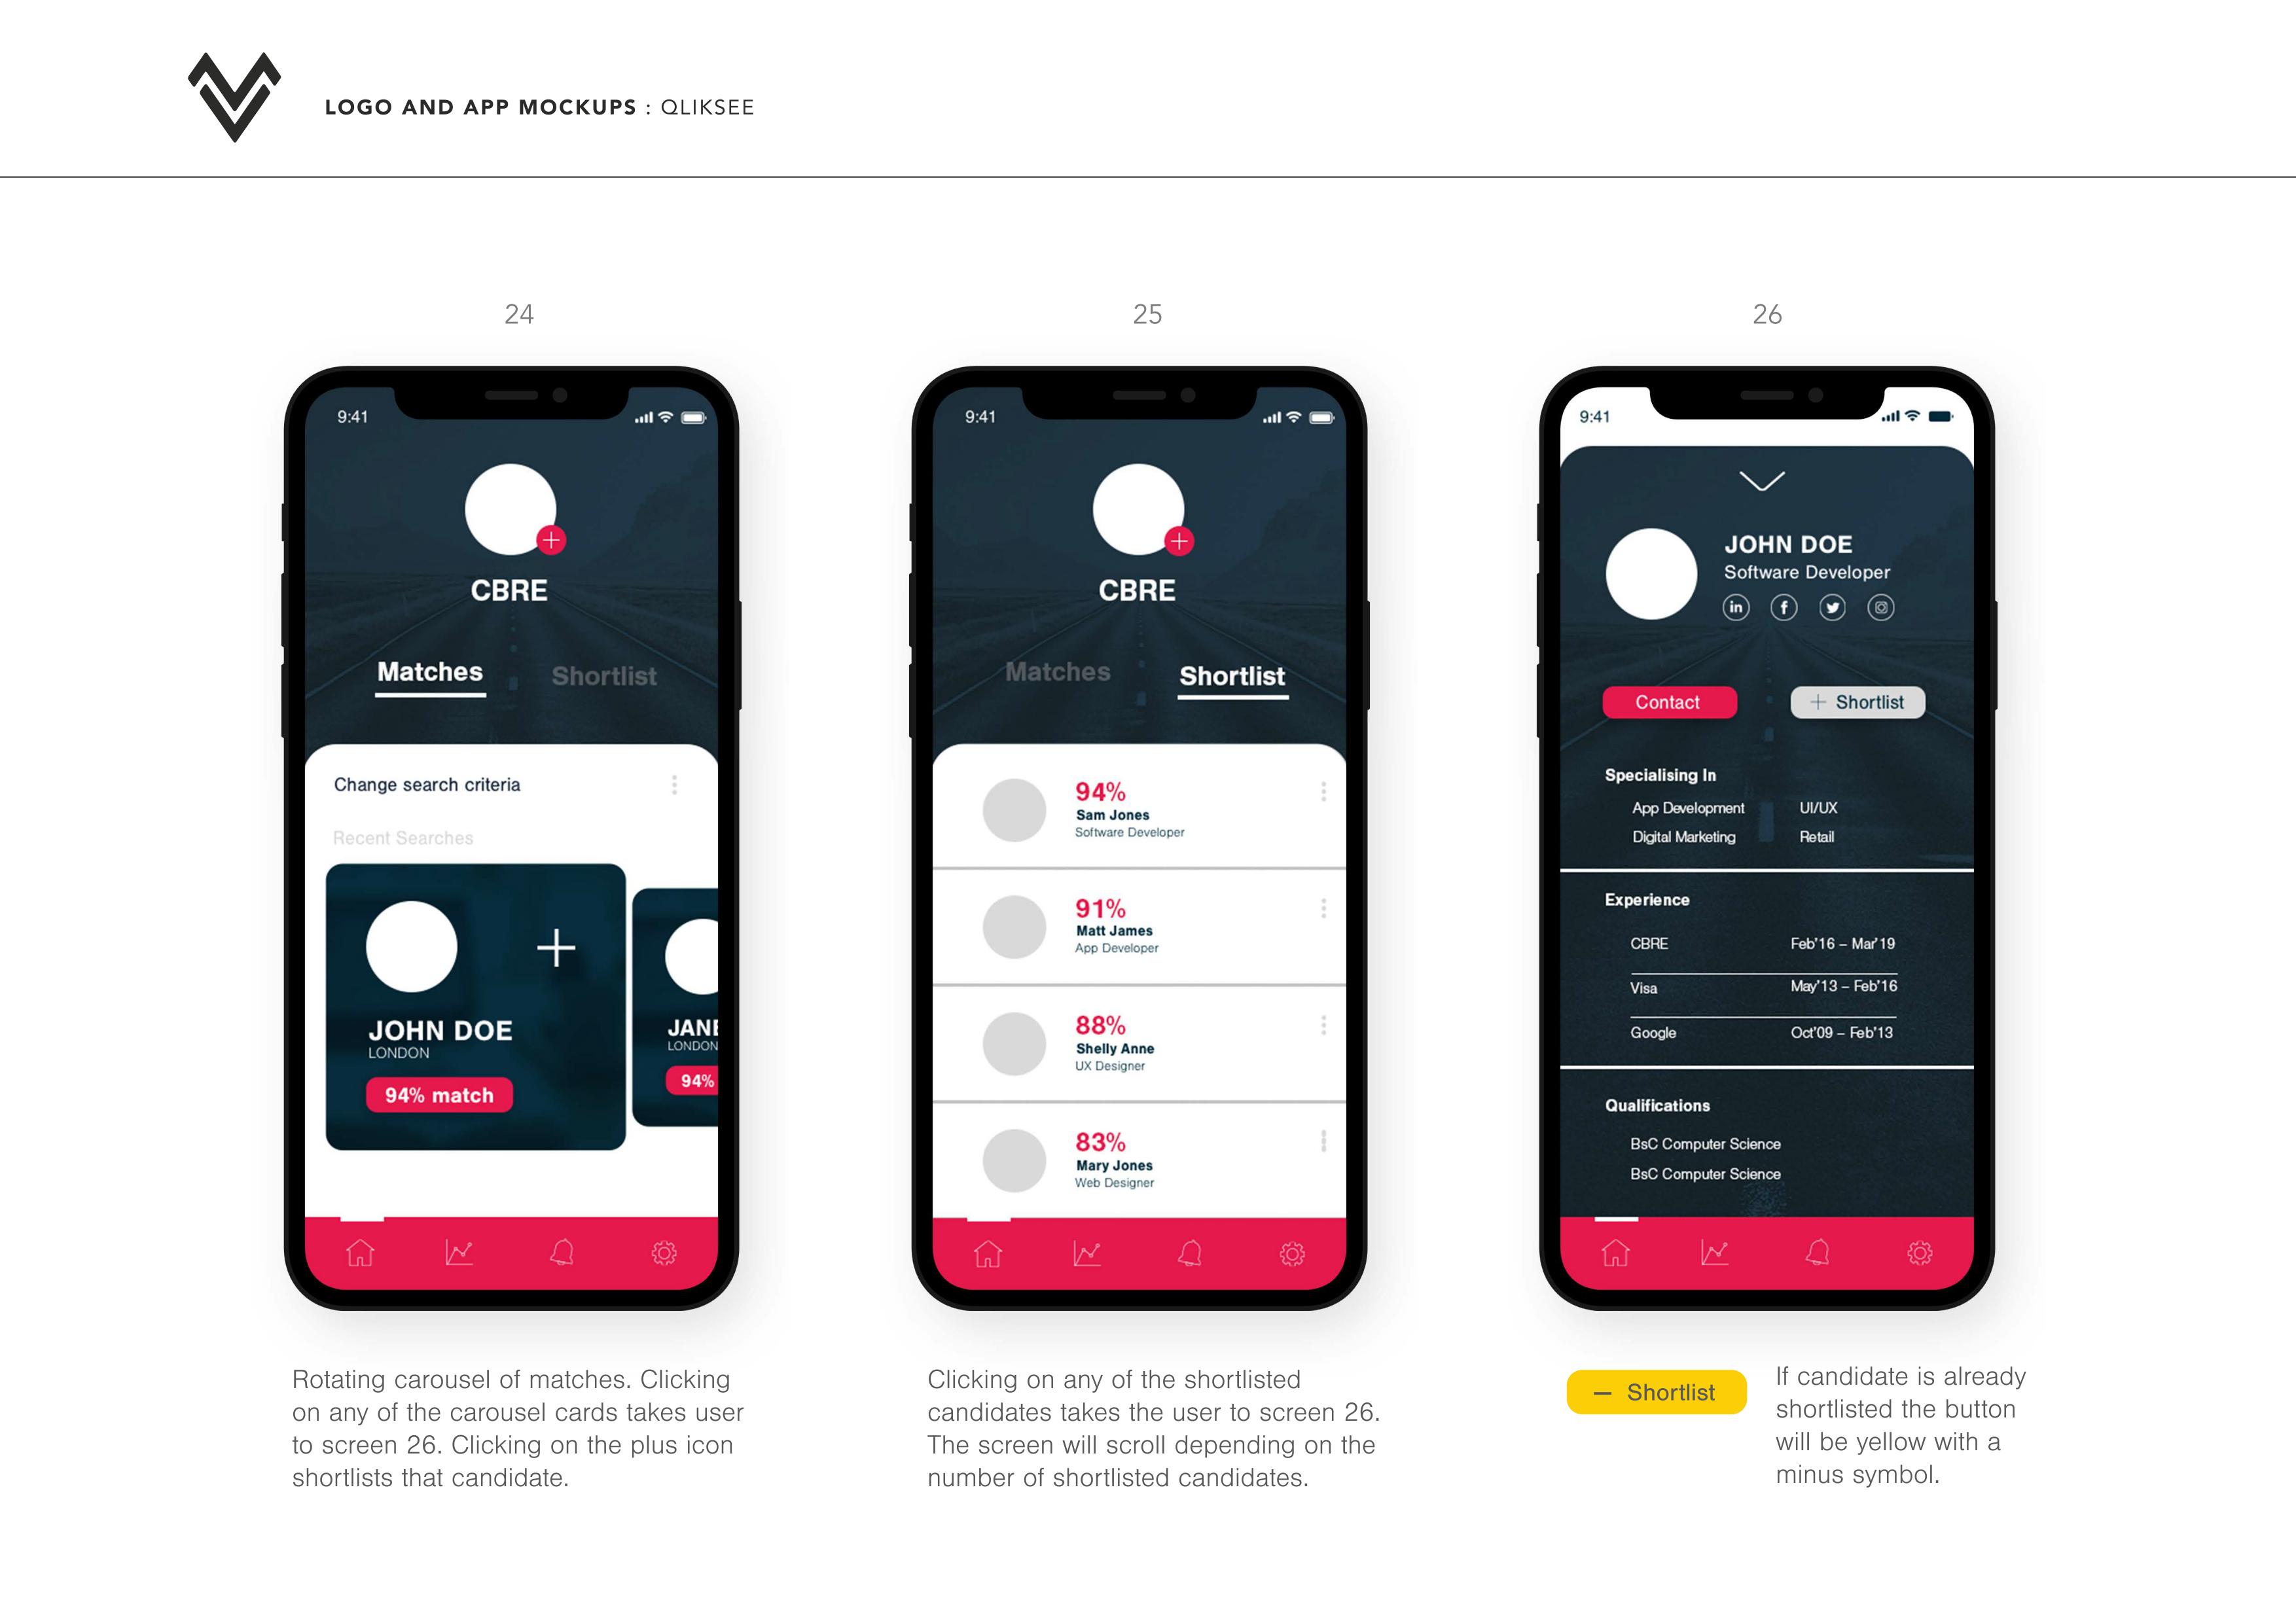 LOGO AND APP MOCKUPS : QLIKSEE
24
9:41
CBRE
Matches Shortlist
Change search criteria
Recent Searches
JOHN DOE
LONDON
94% match
JANE
LONDON
94%
Rotating carousel of matches. Clicking
on any of the carousel cards takes user
to screen 26. Clicking on the plus icon
shortlists that candidate.
25
9:41
CBRE
Matches Shortlist
94%
Sam Jones
Software Developer
91%
Matt James
App Developer
88%
Shelly Anne
UX Designer
83%
Mary Jones
Web Designer
Clicking on any of the shortlisted
candidates takes the user to screen 26.
The screen will scroll depending on the
number of shortlisted candidates.
26
9:41
JOHN DOE
Software Developer
in f
Contact + Shortlist
Specialising In
App Development UI/UX
Digital Marketing Retail
Experience
CBRE Feb'16 – Mar'19
Visa May'13 – Feb'16
Google Oct'09 – Feb'13
Qualifications
BsC Computer Science
BsC Computer Science
– Shortlist
If candidate is already
shortlisted the button
will be yellow with a
minus symbol.